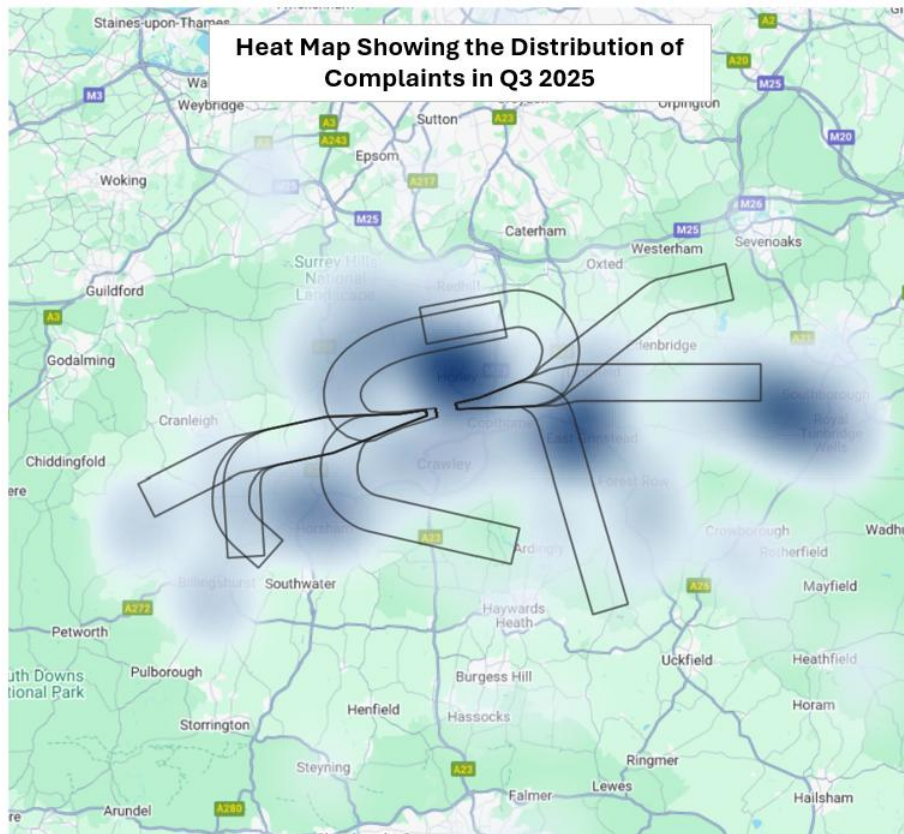 Staines-upon-Thames
A2
Heat Map Showing the Distribution of
Complaints in Q3 2025
A20
M25
M3
Weybridge
Orpington
A3
A23
Sutton
A243
M20
Epsom
Woking
A217
M25
M26
M25
Caterham
M25
Sevenoaks
Westerham
Surrey Hills
National
Landscape
Oxted
Redhill
Guildford
A3
A21
Godalming
Horley
Southborough
Cranleigh
Copthorne
Royal
Tunbridge
Wells
East Grinstead
Chiddingfold
Crawley
Forest Row
Horsham
A23
Crowborough
Ardingly
Rotherfield
Billingshurst
Southwater
A26
Mayfield
A272
Haywards
Heath
Petworth
Uckfield
Heathfield
Pulborough
Burgess Hill
Horam
Henfield
Hassocks
Storrington
Steyning
A23
Ringmer
Lewes
Falmer
Hailsham
Arundel
A280